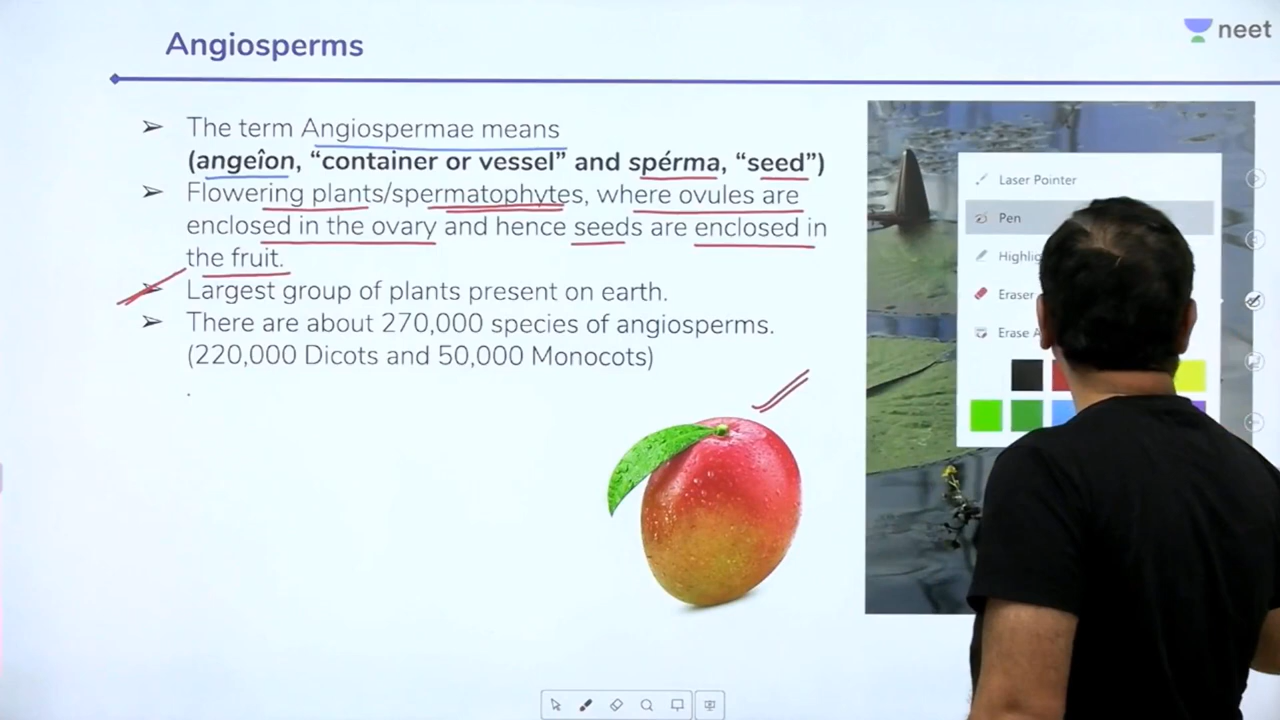 Angiosperms
neet
The term Angiospermae means
(angeîon, “container or vessel” and spérma, “seed”)
Flowering plants/spermatophytes, where ovules are
enclosed in the ovary and hence seeds are enclosed in
the fruit.
Largest group of plants present on earth.
There are about 270,000 species of angiosperms.
(220,000 Dicots and 50,000 Monocots)
Laser Pointer
Pen
Eraser
Erase